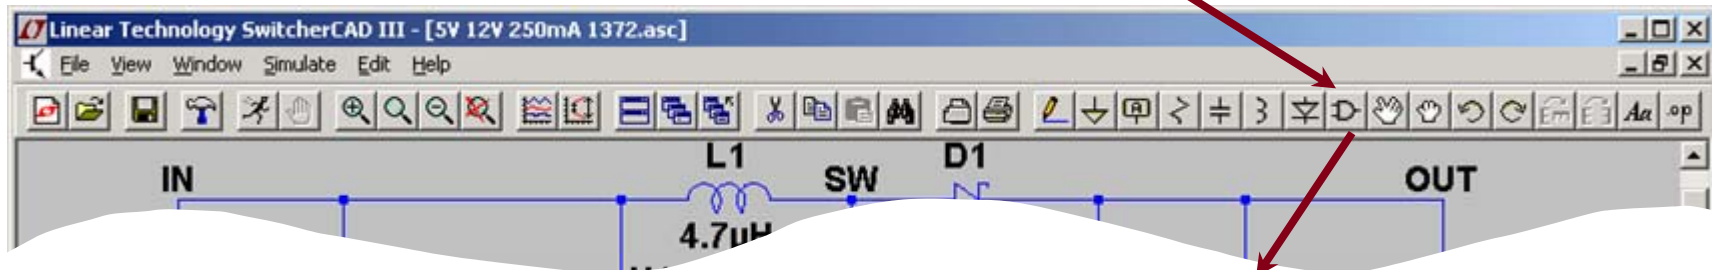 Linear Technology SwitcherCAD III - [5V 12V 250mA 1372.asc]
File View Window Simulate Edit Help
A Aa .op
L1 D1
IN SW OUT
4.7µH